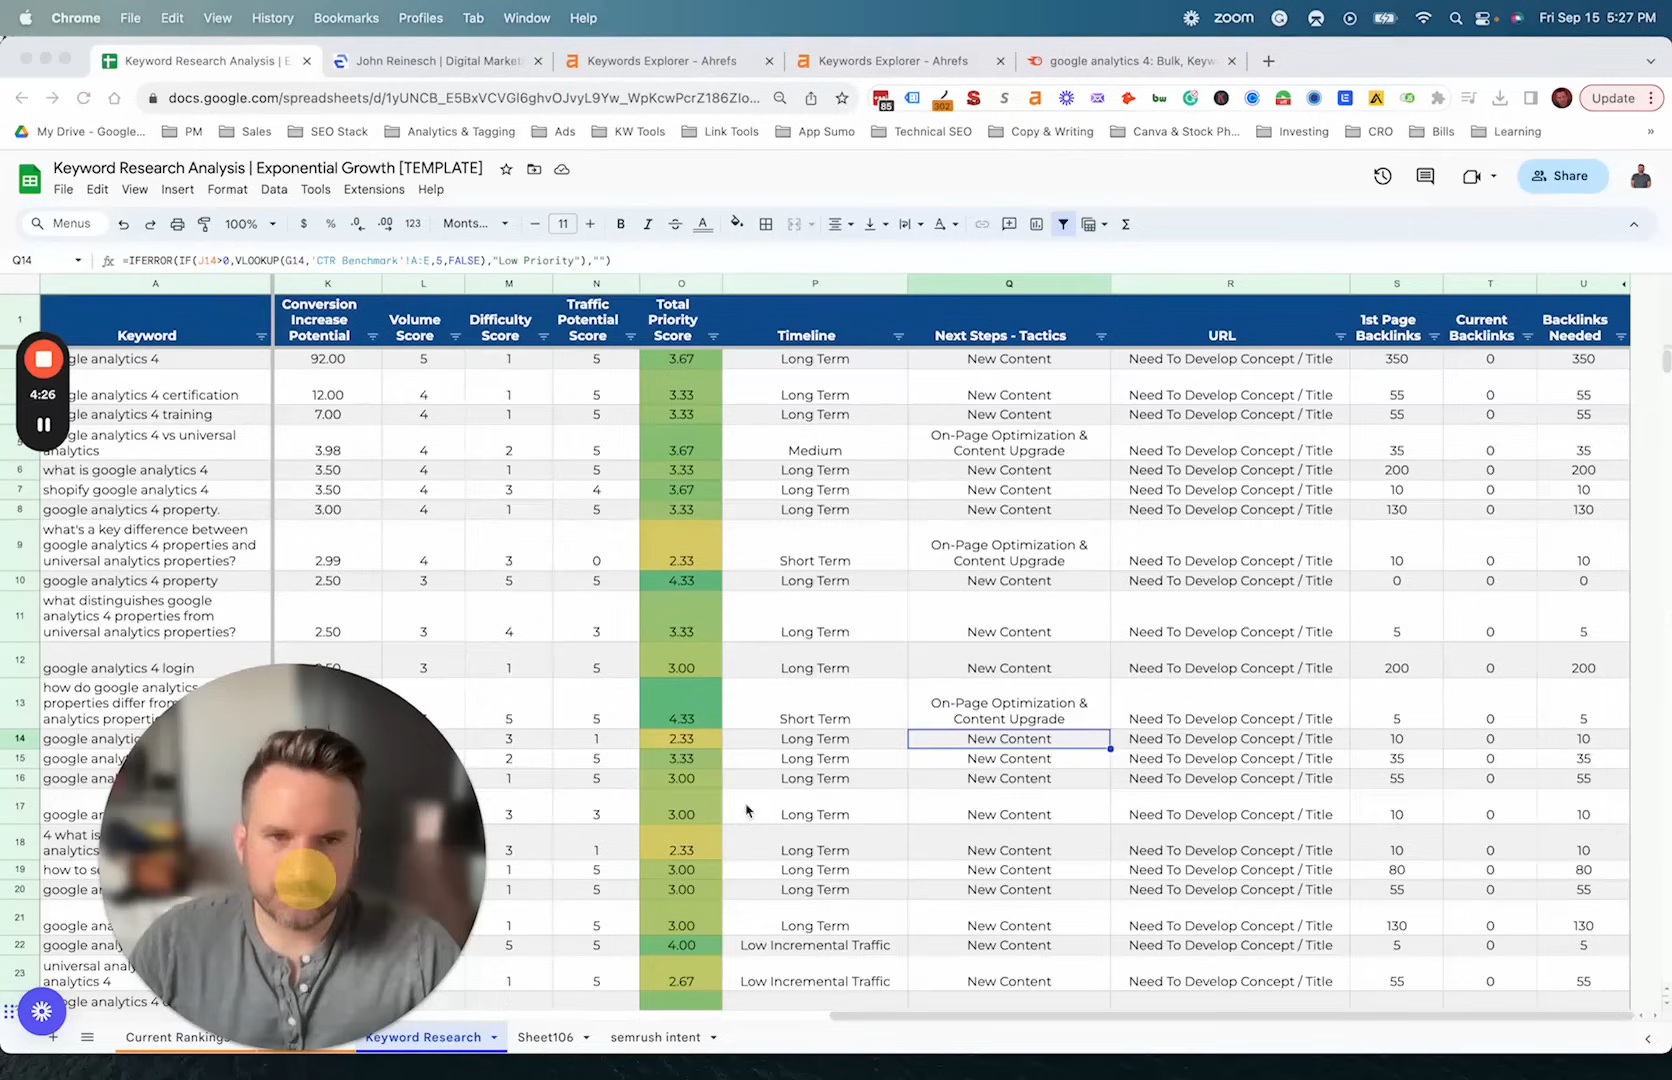 Chrome File Edit View History Bookmarks Profiles Tab Window Help zoom Fri Sep 15 5:27 PM
Keyword Research Analysis | E John Reinesch | Digital Market Keywords Explorer - Ahrefs Keywords Explorer - Ahrefs google analytics 4: Bulk, Keyw
docs.google.com/spreadsheets/d/1yUNCB_E5BxVCVGl6ghvOJvyL9Yw_WpKcwPcrZ186ZIo... 85 302 bw Update
My Drive - Google... PM Sales SEO Stack Analytics & Tagging Ads KW Tools Link Tools App Sumo Technical SEO Copy & Writing Canva & Stock Ph... Investing CRO Bills Learning »
Keyword Research Analysis | Exponential Growth [TEMPLATE]
File Edit View Insert Format Data Tools Extensions Help Share
Menus 100% $ % .0 .00 123 Monts... 11
Q14 fx =IFERROR(IF(J14>0,VLOOKUP(G14,'CTR Benchmark'!A:E,5,FALSE),"Low Priority"),"")
A K L M N O P Q R S T U
1 Keyword Conversion Increase Potential Volume Score Difficulty Score Traffic Potential Score Total Priority Score Timeline Next Steps - Tactics URL 1st Page Backlinks Current Backlinks Backlinks Needed
gle analytics 4 92.00 5 1 5 3.67 Long Term New Content Need To Develop Concept / Title 350 0 350
gle analytics 4 certification 12.00 4 1 5 3.33 Long Term New Content Need To Develop Concept / Title 55 0 55
gle analytics 4 training 7.00 4 1 5 3.33 Long Term New Content Need To Develop Concept / Title 55 0 55
gle analytics 4 vs universal
alytics 3.98 4 2 5 3.67 Medium On-Page Optimization & Content Upgrade Need To Develop Concept / Title 35 0 35
6 what is google analytics 4 3.50 4 1 5 3.33 Long Term New Content Need To Develop Concept / Title 200 0 200
7 shopify google analytics 4 3.50 4 3 4 3.67 Long Term New Content Need To Develop Concept / Title 10 0 10
8 google analytics 4 property. 3.00 4 1 5 3.33 Long Term New Content Need To Develop Concept / Title 130 0 130
9 what's a key difference between
google analytics 4 properties and
universal analytics properties? 2.99 4 3 0 2.33 Short Term On-Page Optimization & Content Upgrade Need To Develop Concept / Title 10 0 10
10 google analytics 4 property 2.50 3 5 5 4.33 Long Term New Content Need To Develop Concept / Title 0 0 0
11 what distinguishes google
analytics 4 properties from
universal analytics properties? 2.50 3 4 3 3.33 Long Term New Content Need To Develop Concept / Title 5 0 5
12 google analytics 4 login 3 1 5 3.00 Long Term New Content Need To Develop Concept / Title 200 0 200
13 how do google analytics
properties differ from
analytics properti 5 5 4.33 Short Term On-Page Optimization & Content Upgrade Need To Develop Concept / Title 5 0 5
14 google analytic 3 1 2.33 Long Term New Content Need To Develop Concept / Title 10 0 10
15 google anal 2 5 3.33 Long Term New Content Need To Develop Concept / Title 35 0 35
16 google anal 1 5 3.00 Long Term New Content Need To Develop Concept / Title 55 0 55
17 google an 3 3 3.00 Long Term New Content Need To Develop Concept / Title 10 0 10
18 4 what is
analytics 3 1 2.33 Long Term New Content Need To Develop Concept / Title 10 0 10
19 how to se 1 5 3.00 Long Term New Content Need To Develop Concept / Title 80 0 80
20 google an 1 5 3.00 Long Term New Content Need To Develop Concept / Title 55 0 55
21 google ana 1 5 3.00 Long Term New Content Need To Develop Concept / Title 130 0 130
22 google analy 5 5 4.00 Low Incremental Traffic New Content Need To Develop Concept / Title 5 0 5
23 universal analy
analytics 4 1 5 2.67 Low Incremental Traffic New Content Need To Develop Concept / Title 55 0 55
ogle analytics 4
4:26
Current Rankings Keyword Research Sheet106 semrush intent